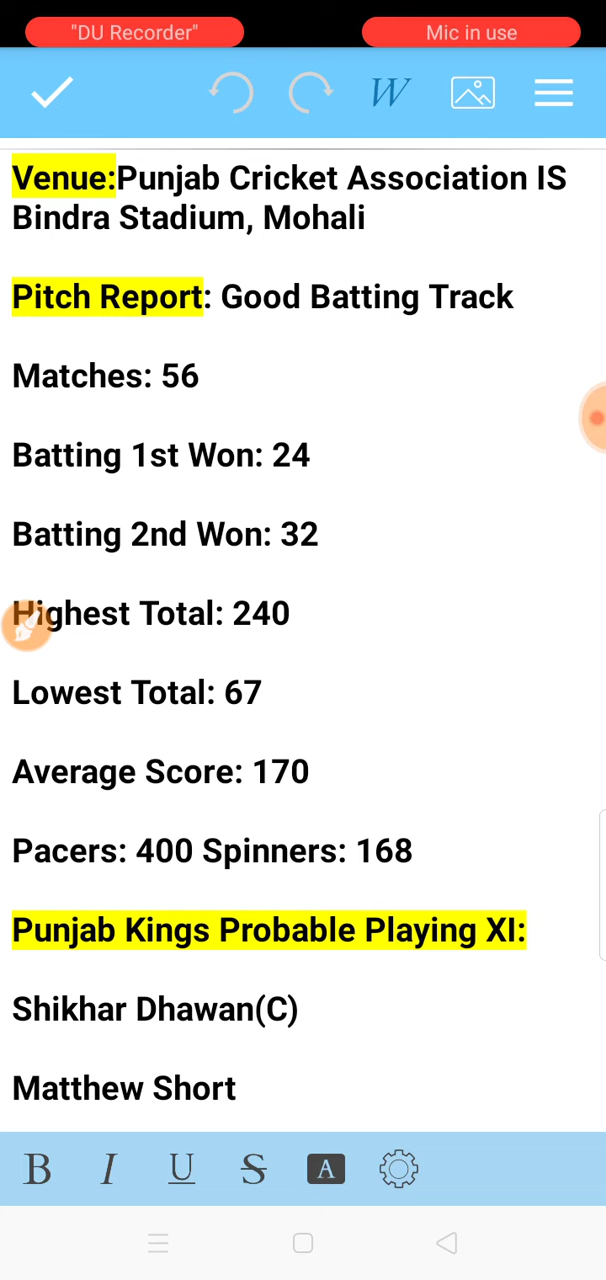 "DU Recorder" Mic in use
W
Venue:Punjab Cricket Association IS
Bindra Stadium, Mohali
Pitch Report: Good Batting Track
Matches: 56
Batting 1st Won: 24
Batting 2nd Won: 32
Highest Total: 240
Lowest Total: 67
Average Score: 170
Pacers: 400 Spinners: 168
Punjab Kings Probable Playing XI:
Shikhar Dhawan(C)
Matthew Short
B I U S A